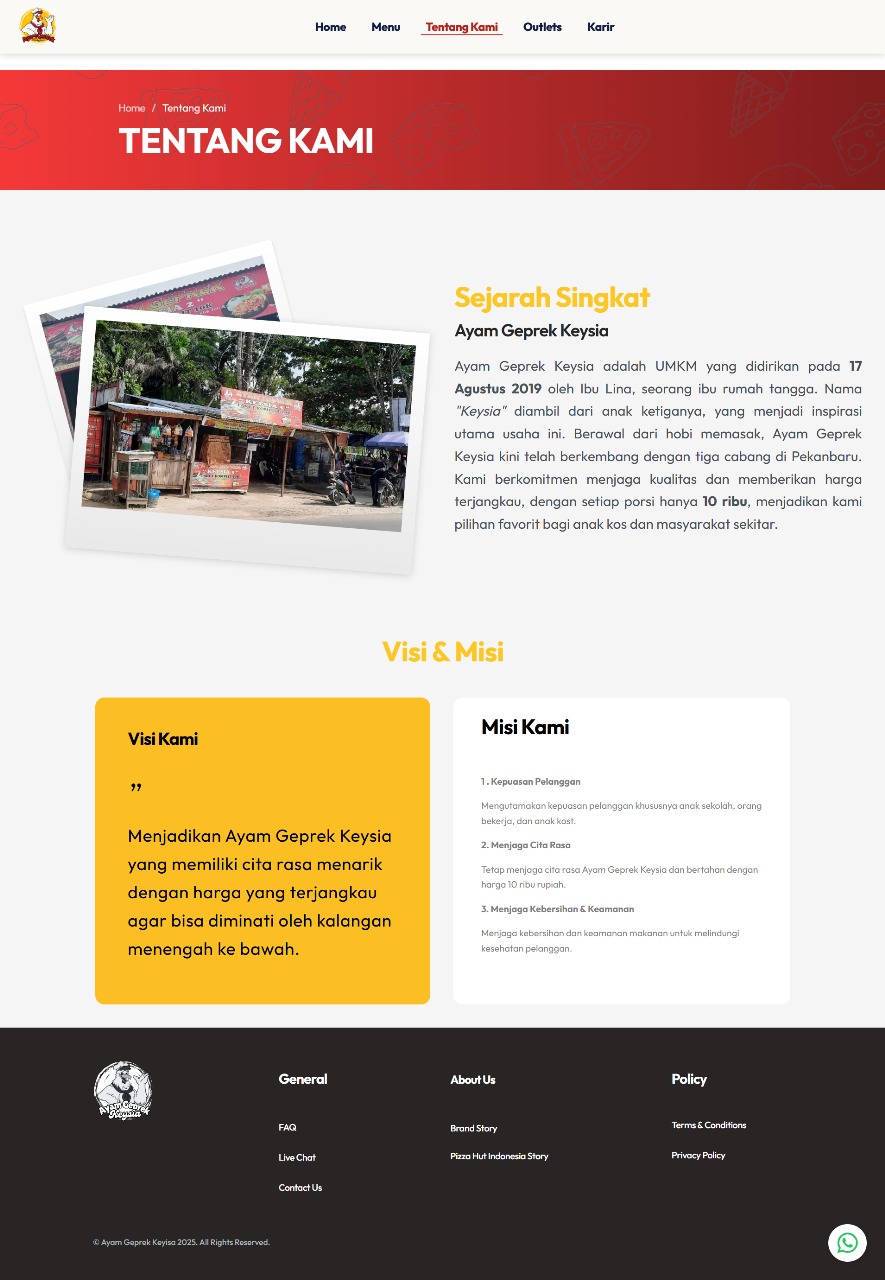 Home Menu Tentang Kami Outlets Karir
Home / Tentang Kami
TENTANG KAMI
Sejarah Singkat
Ayam Geprek Keysia
Ayam Geprek Keysia adalah UMKM yang didirikan pada 17
Agustus 2019 oleh Ibu Lina, seorang ibu rumah tangga. Nama
"Keysia" diambil dari anak ketiganya, yang menjadi inspirasi
utama usaha ini. Berawal dari hobi memasak, Ayam Geprek
Keysia kini telah berkembang dengan tiga cabang di Pekanbaru.
Kami berkomitmen menjaga kualitas dan memberikan harga
terjangkau, dengan setiap porsi hanya 10 ribu, menjadikan kami
pilihan favorit bagi anak kos dan masyarakat sekitar.
Visi & Misi
Visi Kami
”
Menjadikan Ayam Geprek Keysia
yang memiliki cita rasa menarik
dengan harga yang terjangkau
agar bisa diminati oleh kalangan
menengah ke bawah.
Misi Kami
1. Kepuasan Pelanggan
Mengutamakan kepuasan pelanggan khususnya anak sekolah, orang
bekerja, dan anak kost.
2. Menjaga Cita Rasa
Tetap menjaga cita rasa Ayam Geprek Keysia dan bertahan dengan
harga 10 ribu rupiah.
3. Menjaga Kebersihan & Keamanan
Menjaga kebersihan dan keamanan makanan untuk melindungi
kesehatan pelanggan.
Ayam Geprek
Keysia
General
FAQ
Live Chat
Contact Us
About Us
Brand Story
Pizza Hut Indonesia Story
Policy
Terms & Conditions
Privacy Policy
© Ayam Geprek Keyisa 2025. All Rights Reserved.